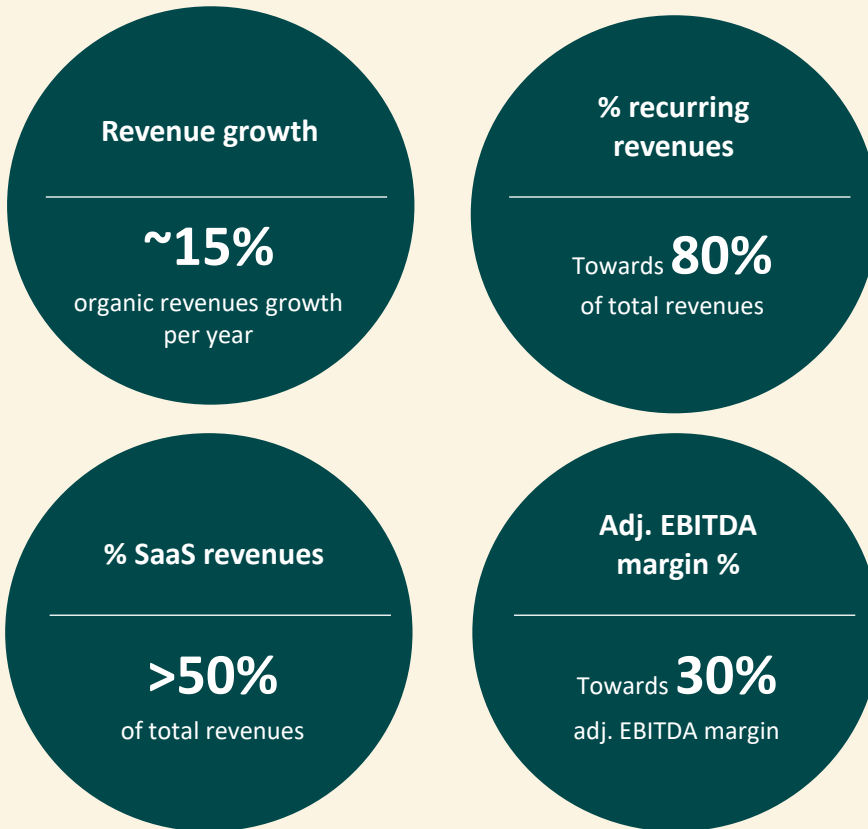 Revenue growth
~15%
organic revenues growth
per year
% recurring
revenues
Towards 80%
of total revenues
% SaaS revenues
>50%
of total revenues
Adj. EBITDA
margin %
Towards 30%
adj. EBITDA margin